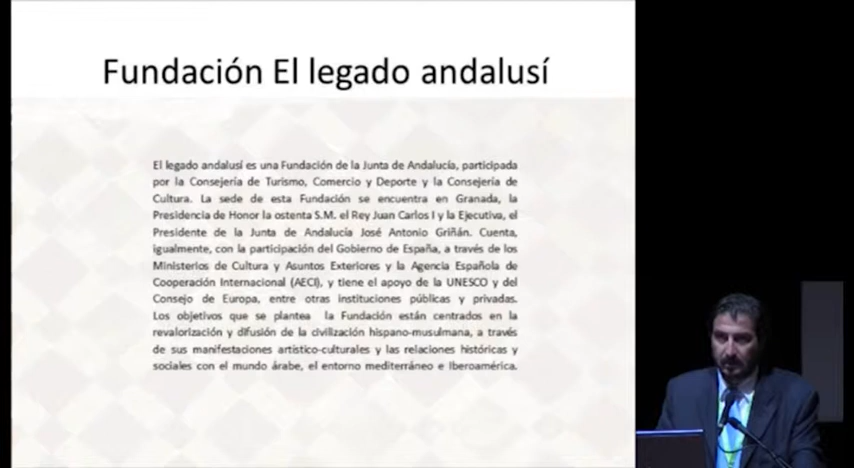 Fundación El legado andalusí
El legado andalusí es una Fundación de la Junta de Andalucía, participada
por la Consejería de Turismo, Comercio y Deporte y la Consejería de
Cultura. La sede de esta Fundación se encuentra en Granada, la
Presidencia de Honor la ostenta S.M. el Rey Juan Carlos I y la Ejecutiva, el
Presidente de la Junta de Andalucía José Antonio Griñán. Cuenta,
igualmente, con la participación del Gobierno de España, a través de los
Ministerios de Cultura y Asuntos Exteriores y la Agencia Española de
Cooperación Internacional (AECI), y tiene el apoyo de la UNESCO y del
Consejo de Europa, entre otras instituciones públicas y privadas.
Los objetivos que se plantea la Fundación están centrados en la
revalorización y difusión de la civilización hispano-musulmana, a través
de sus manifestaciones artístico-culturales y las relaciones históricas y
sociales con el mundo árabe, el entorno mediterráneo e Iberoamérica.